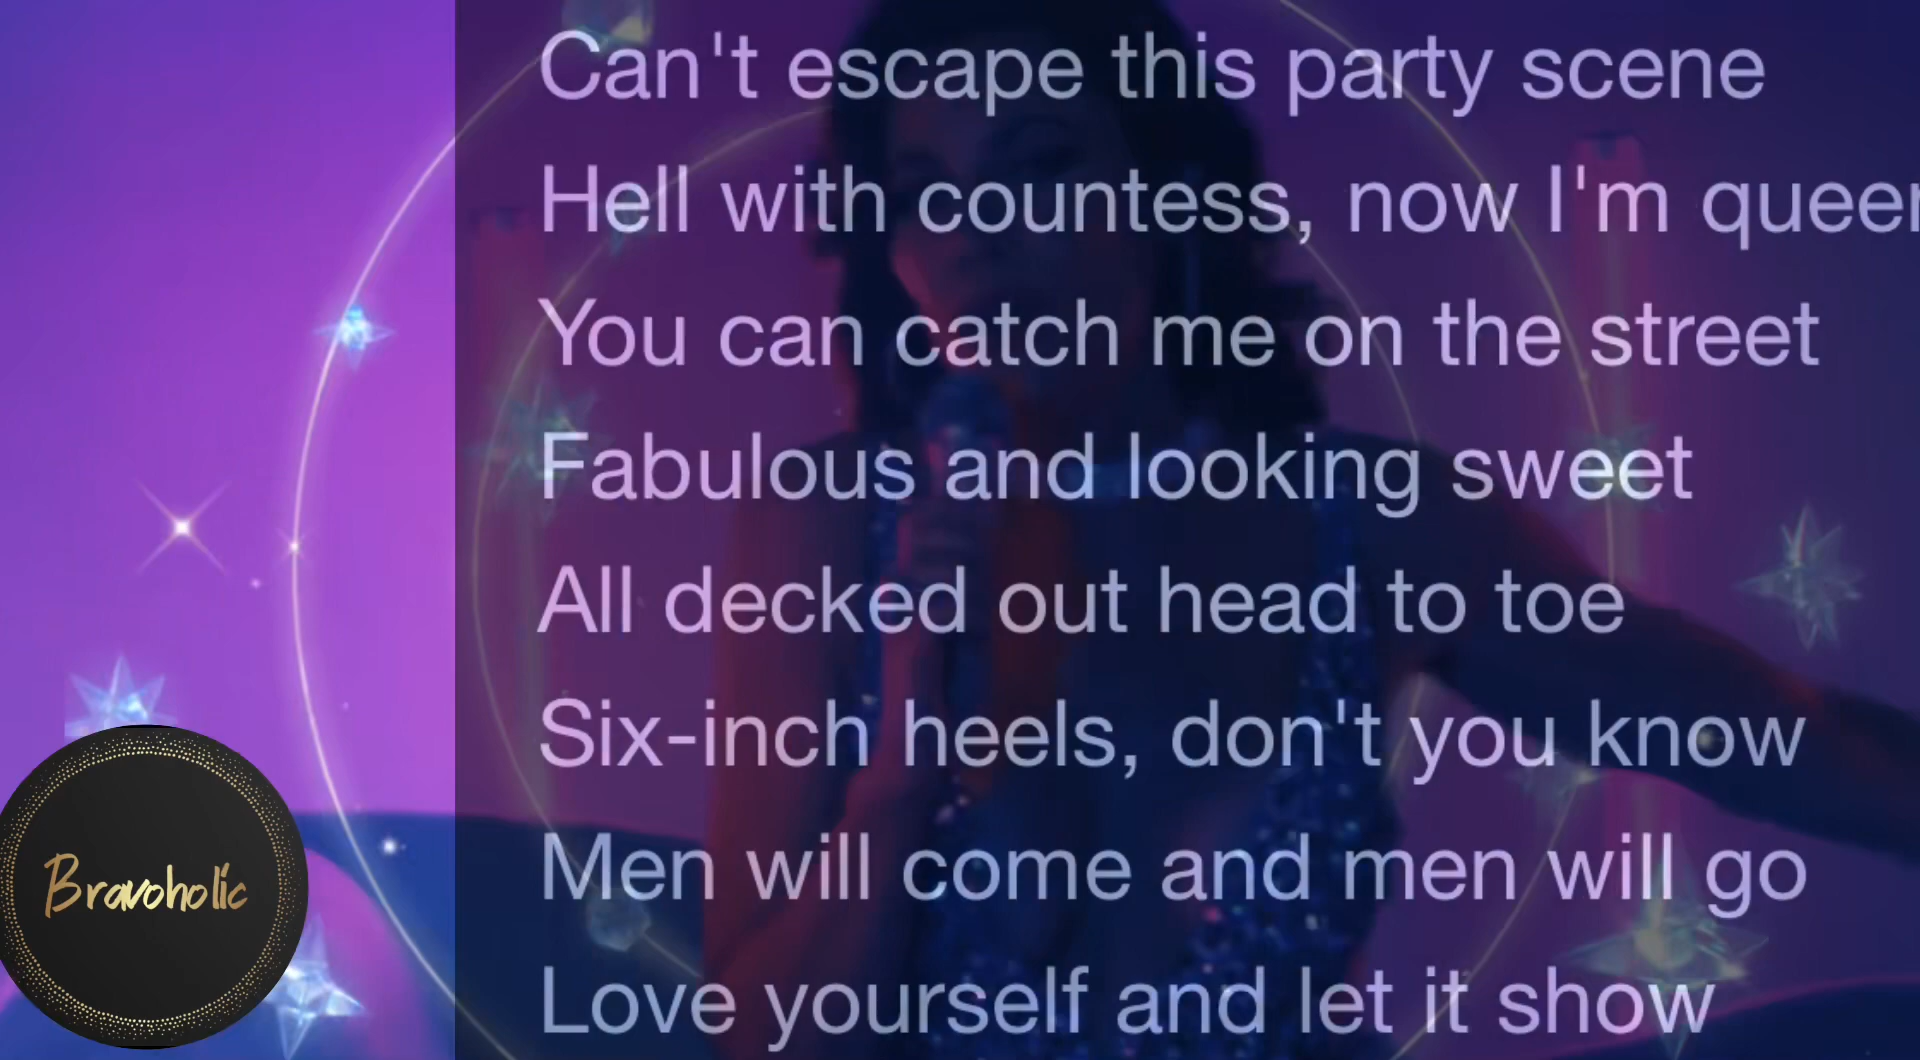 Can't escape this party scene
Hell with countess, now I'm queen
You can catch me on the street
Fabulous and looking sweet
All decked out head to toe
Six-inch heels, don't you know
Men will come and men will go
Love yourself and let it show
Bravoholic